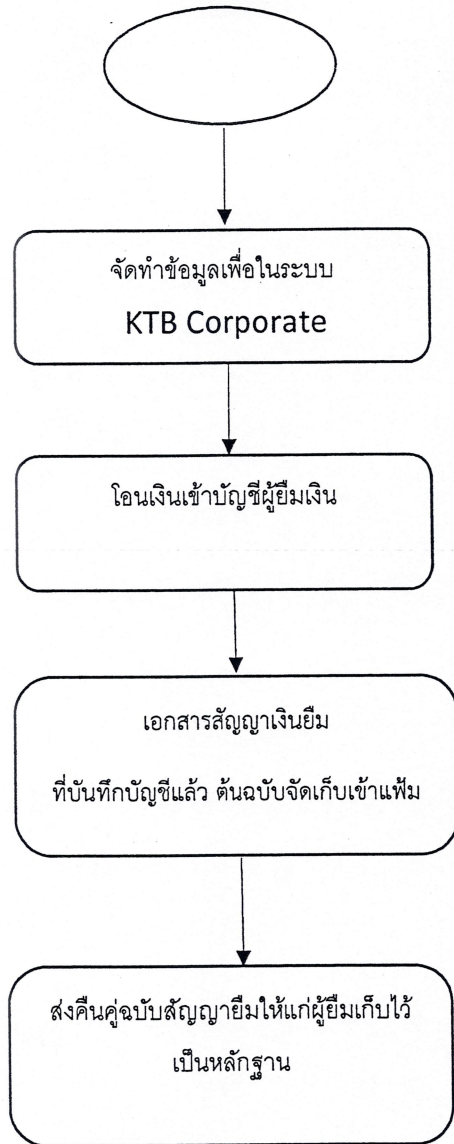 จัดทำข้อมูลเพื่อในระบบ
KTB Corporate
โอนเงินเข้าบัญชีผู้ยืมเงิน
เอกสารสัญญาเงินยืม
ที่บันทึกบัญชีแล้ว ต้นฉบับจัดเก็บเข้าแฟ้ม
ส่งคืนคู่ฉบับสัญญายืมให้แก่ผู้ยืมเก็บไว้
เป็นหลักฐาน